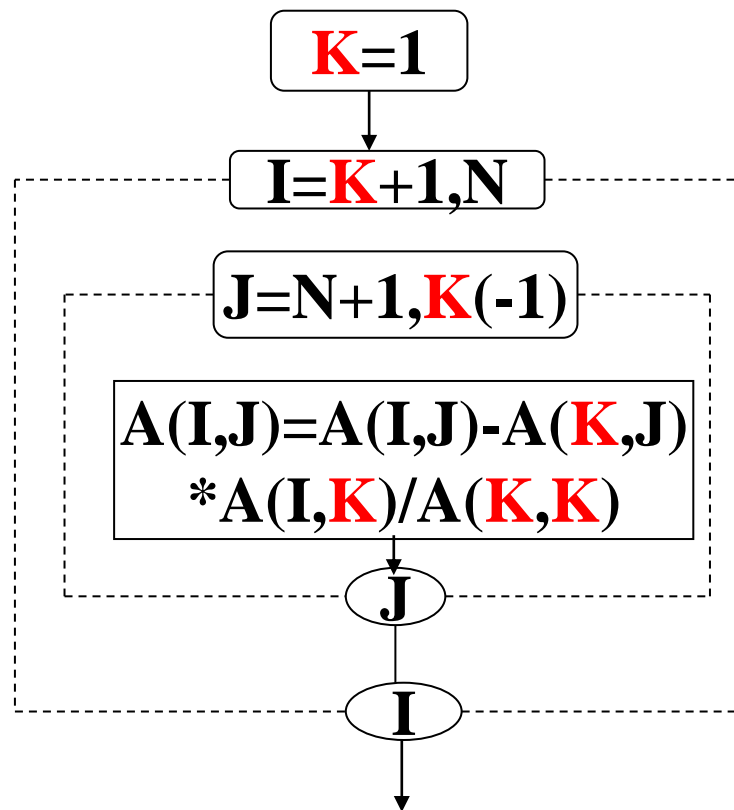 K=1
I=K+1,N
J=N+1,K(-1)
A(I,J)=A(I,J)-A(K,J)
*A(I,K)/A(K,K)
J
I